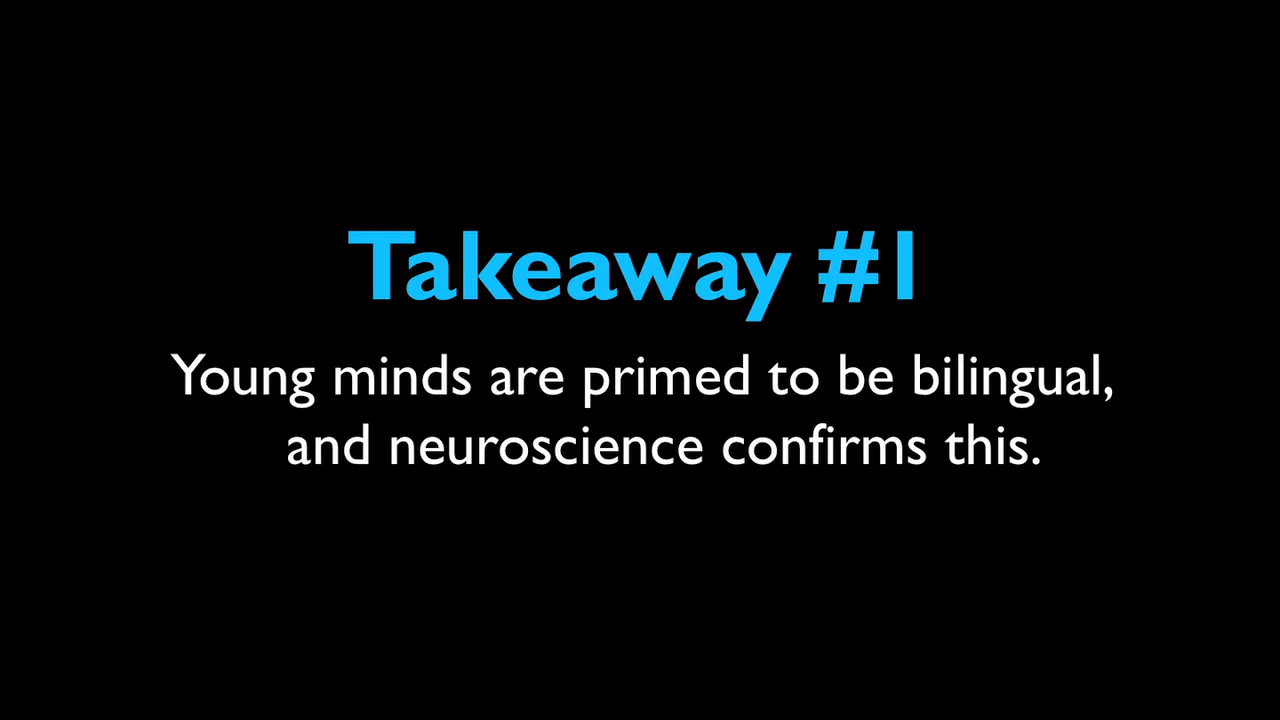 Takeaway #1
Young minds are primed to be bilingual,
and neuroscience confirms this.